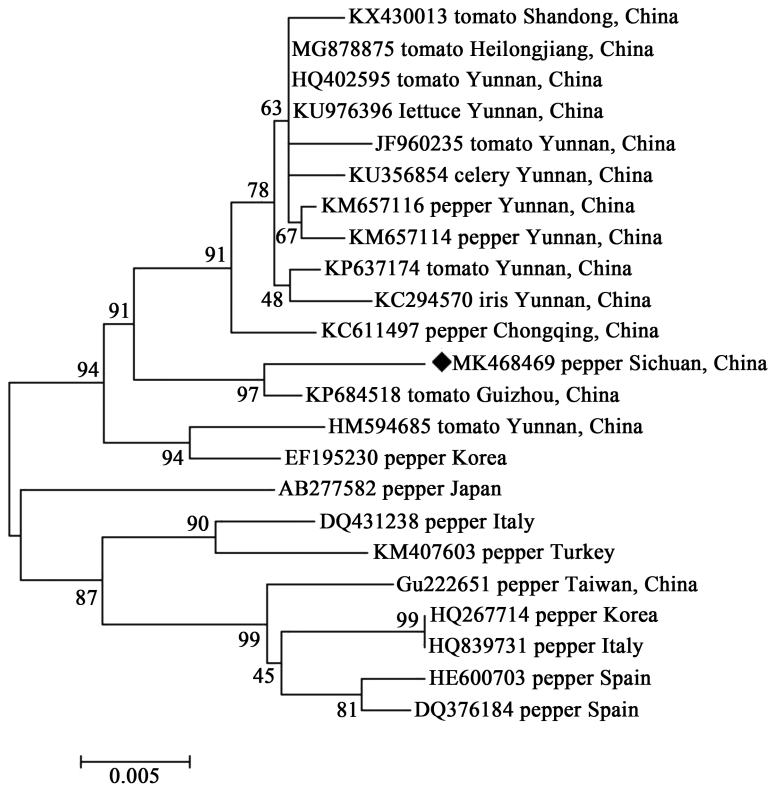 KX430013 tomato Shandong, China
MG878875 tomato Heilongjiang, China
HQ402595 tomato Yunnan, China
63
KU976396 Iettuce Yunnan, China
JF960235 tomato Yunnan, China
KU356854 celery Yunnan, China
78
KM657116 pepper Yunnan, China
67
KM657114 pepper Yunnan, China
91
KP637174 tomato Yunnan, China
48
KC294570 iris Yunnan, China
91
KC611497 pepper Chongqing, China
94
MK468469 pepper Sichuan, China
97
KP684518 tomato Guizhou, China
HM594685 tomato Yunnan, China
94
EF195230 pepper Korea
AB277582 pepper Japan
90
DQ431238 pepper Italy
KM407603 pepper Turkey
87
Gu222651 pepper Taiwan, China
99
HQ267714 pepper Korea
99
HQ839731 pepper Italy
45
HE600703 pepper Spain
81
DQ376184 pepper Spain
0.005